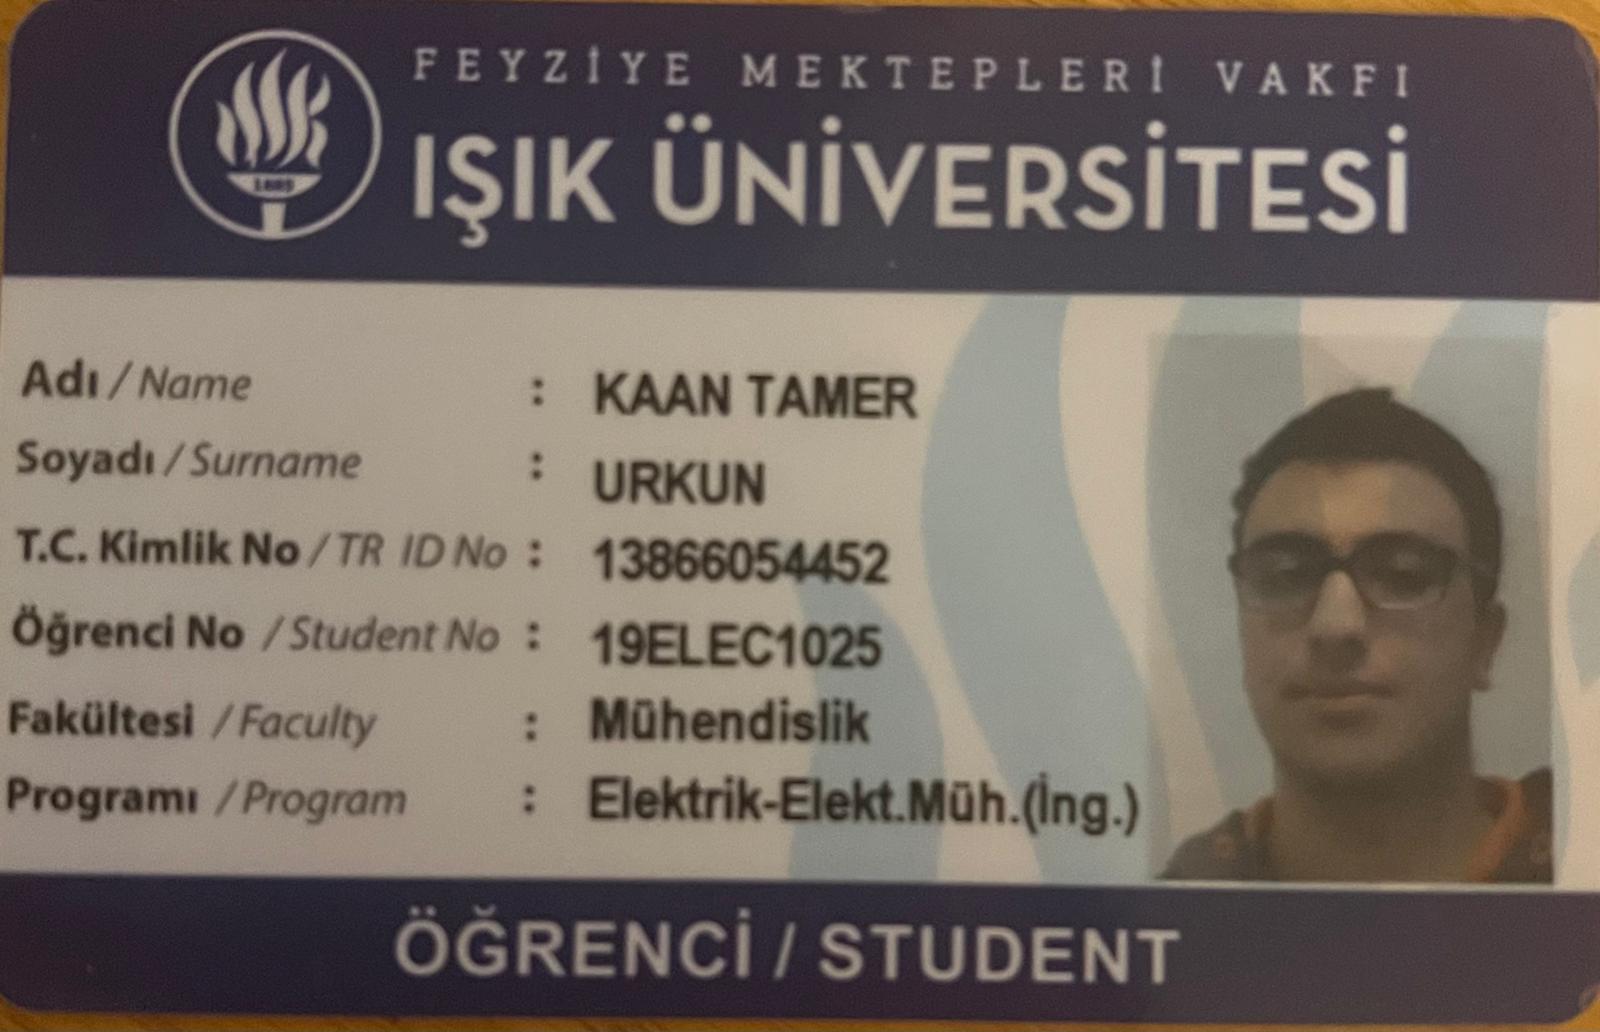 FEYZİYE MEKTEPLERİ VAKFI
IŞIK ÜNİVERSİTESİ
1885
Adı / Name : KAAN TAMER
Soyadı / Surname : URKUN
T.C. Kimlik No / TR ID No : 13866054452
Öğrenci No / Student No : 19ELEC1025
Fakültesi / Faculty : Mühendislik
Programı / Program : Elektrik-Elekt.Müh.(İng.)
ÖĞRENCİ / STUDENT